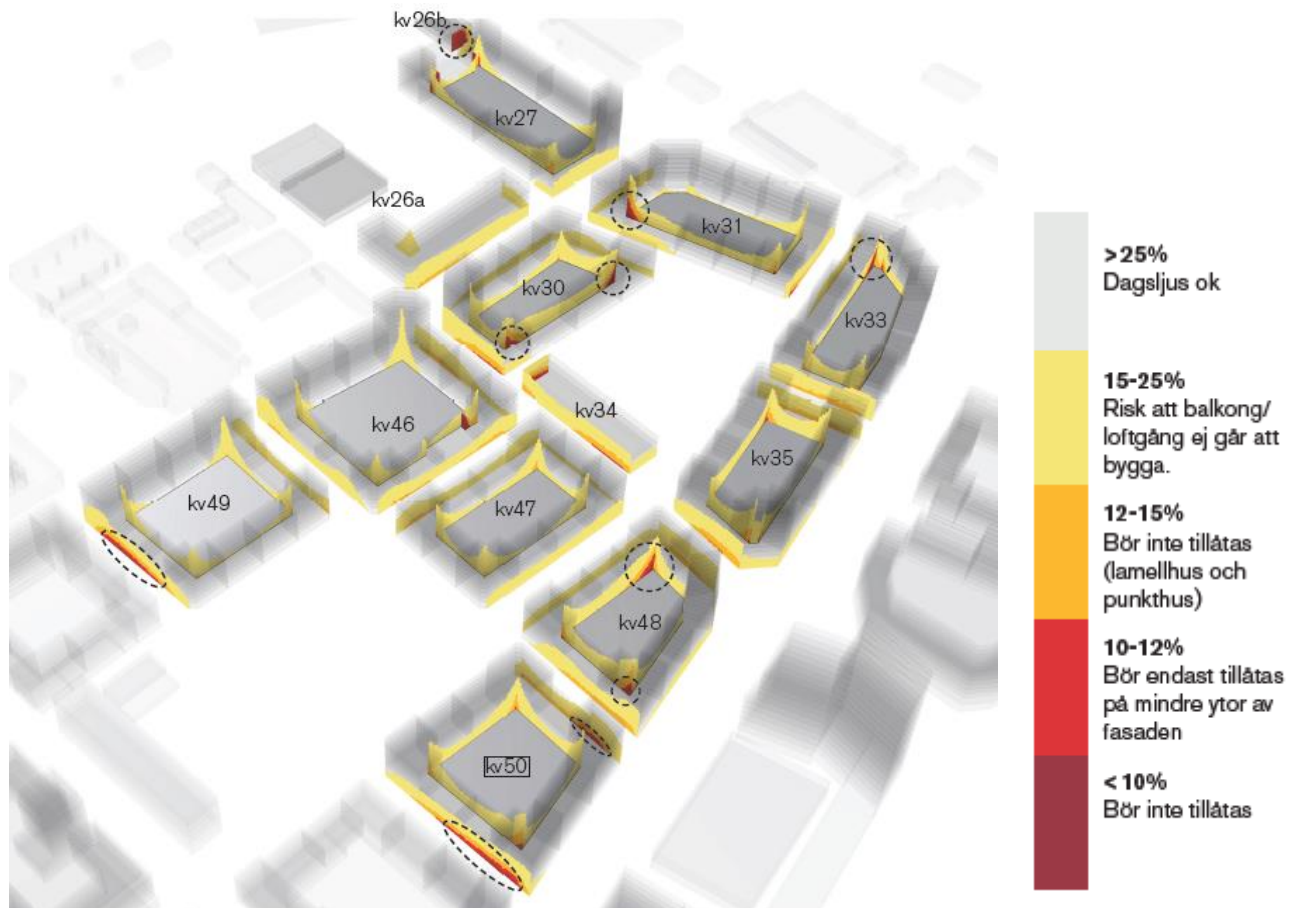 kv26b
kv27
kv26a
kv31
kv30
kv33
kv34
kv46
kv35
kv49
kv47
kv48
kv50
>25%
Dagsljus ok
15-25%
Risk att balkong/
loftgång ej går att
bygga.
12-15%
Bör inte tillåtas
(lamellhus och
punkthus)
10-12%
Bör endast tillåtas
på mindre ytor av
fasaden
<10%
Bör inte tillåtas